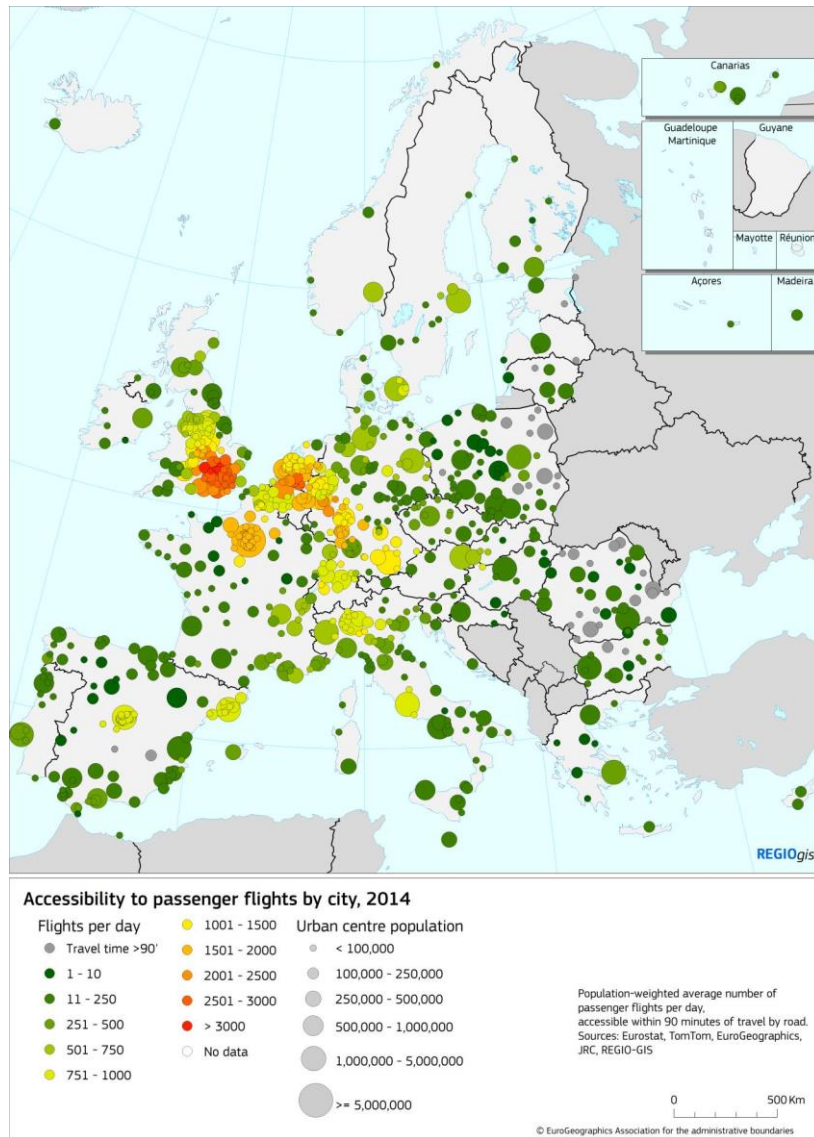 Canarias
Guadeloupe
Martinique
Guyane
Mayotte
Réunion
Açores
Madeira
REGIOgis
Accessibility to passenger flights by city, 2014
Flights per day
Travel time >90'
1 - 10
11 - 250
251 - 500
501 - 750
751 - 1000
1001 - 1500
1501 - 2000
2001 - 2500
2501 - 3000
> 3000
No data
Urban centre population
< 100,000
100,000 - 250,000
250,000 - 500,000
500,000 - 1,000,000
1,000,000 - 5,000,000
>= 5,000,000
Population-weighted average number of
passenger flights per day,
accessible within 90 minutes of travel by road.
Sources: Eurostat, TomTom, EuroGeographics,
JRC, REGIO-GIS
0 500 Km
© EuroGeographics Association for the administrative boundaries